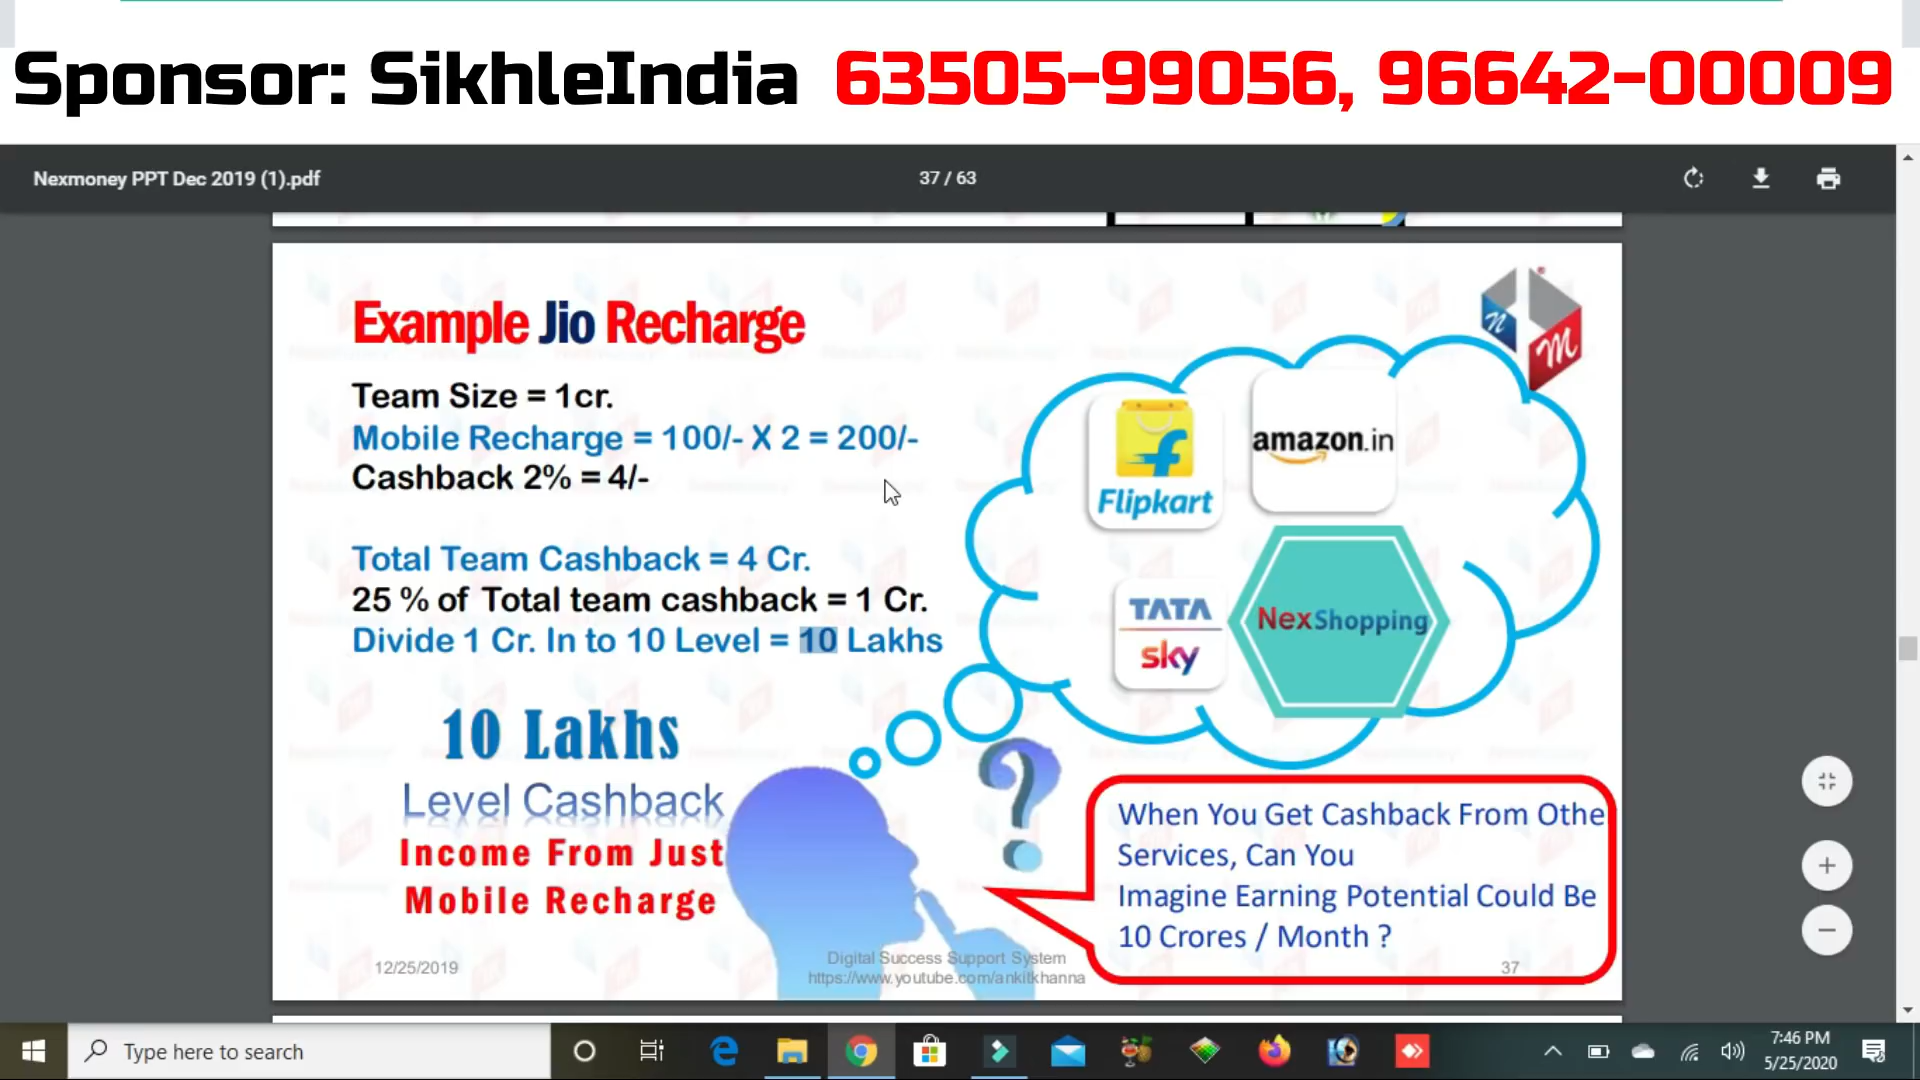 Sponsor: SikhleIndia 63505-99056, 96642-00009
Nexmoney PPT Dec 2019 (1).pdf
37 / 63
Example Jio Recharge
Team Size = 1cr.
Mobile Recharge = 100/- X 2 = 200/-
Cashback 2% = 4/-
Total Team Cashback = 4 Cr.
25 % of Total team cashback = 1 Cr.
Divide 1 Cr. In to 10 Level = 10 Lakhs
10 Lakhs
Level Cashback
Income From Just
Mobile Recharge
n
m
Flipkart
amazon.in
TATA
sky
NexShopping
?
When You Get Cashback From Othe
Services, Can You
Imagine Earning Potential Could Be
10 Crores / Month ?
12/25/2019
Digital Success Support System
https://www.youtube.com/ankitkhanna
37
Type here to search
7:46 PM
5/25/2020